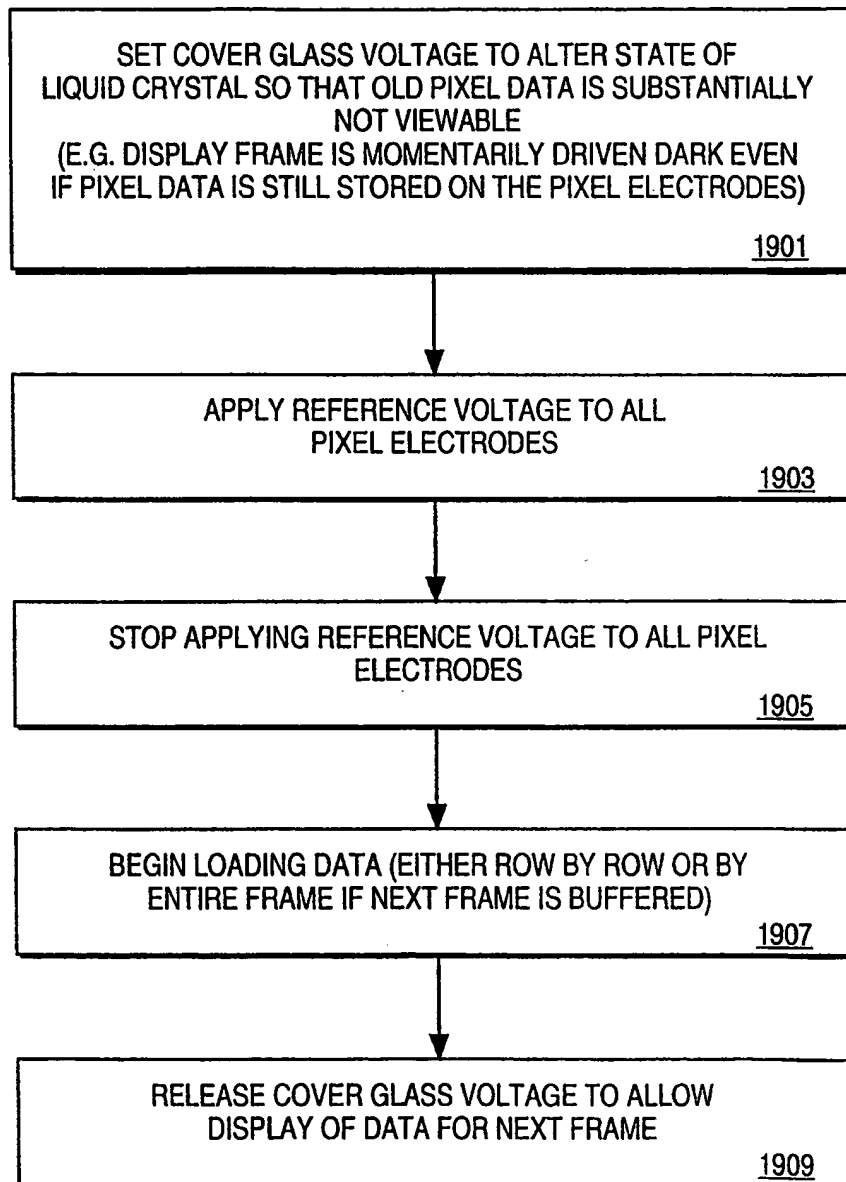 SET COVER GLASS VOLTAGE TO ALTER STATE OF
LIQUID CRYSTAL SO THAT OLD PIXEL DATA IS SUBSTANTIALLY
NOT VIEWABLE
(E.G. DISPLAY FRAME IS MOMENTARILY DRIVEN DARK EVEN
IF PIXEL DATA IS STILL STORED ON THE PIXEL ELECTRODES)
1901
APPLY REFERENCE VOLTAGE TO ALL
PIXEL ELECTRODES
1903
STOP APPLYING REFERENCE VOLTAGE TO ALL PIXEL
ELECTRODES
1905
BEGIN LOADING DATA (EITHER ROW BY ROW OR BY
ENTIRE FRAME IF NEXT FRAME IS BUFFERED)
1907
RELEASE COVER GLASS VOLTAGE TO ALLOW
DISPLAY OF DATA FOR NEXT FRAME
1909